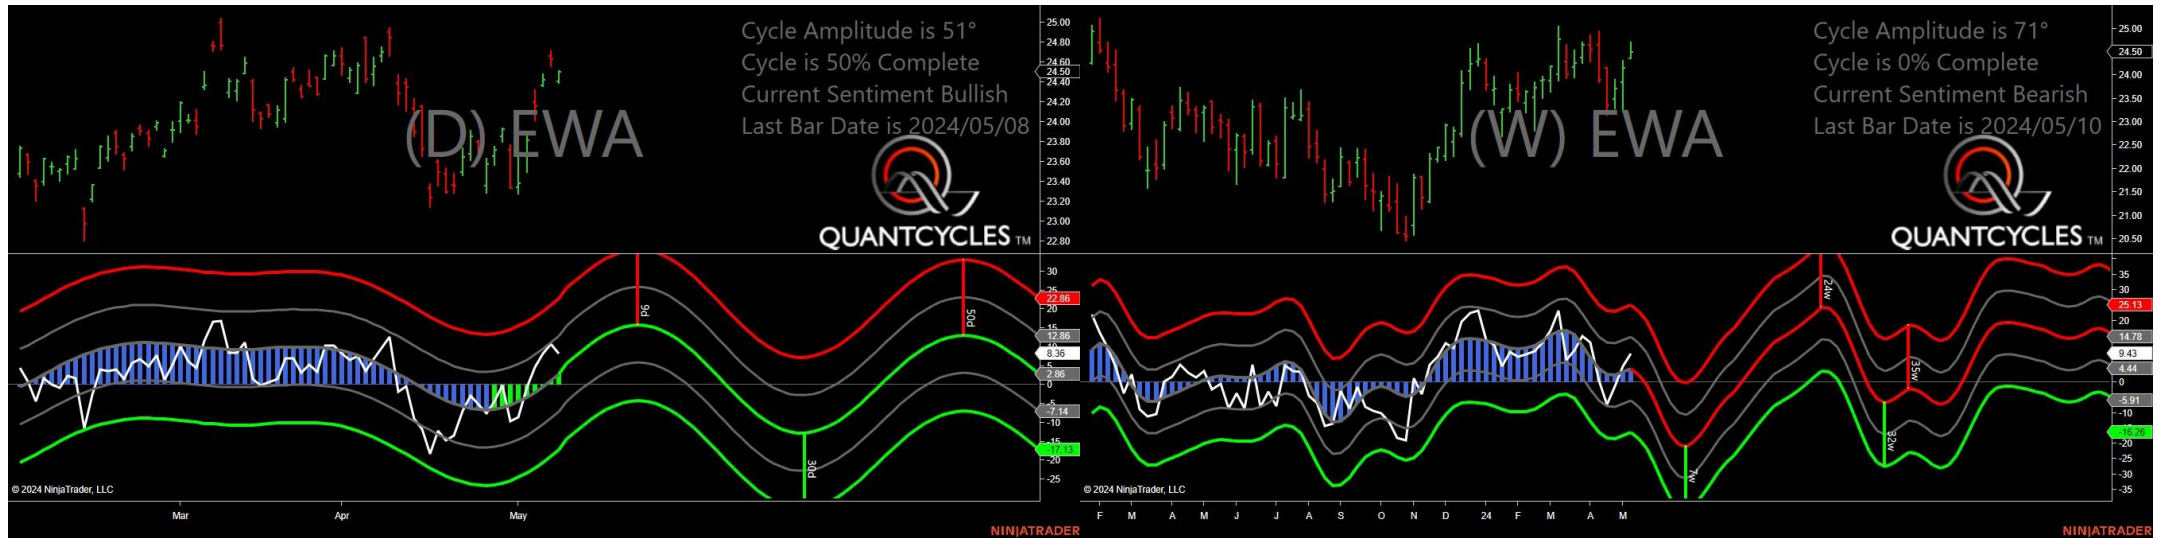 Cycle Amplitude is 51°
Cycle is 50% Complete
Current Sentiment Bullish
Last Bar Date is 2024/05/08
(D) EWA
QUANTCYCLES TM
25.00
24.80
24.60
24.50
24.40
24.20
24.00
23.80
23.60
23.40
23.20
23.00
22.80
30
25
22.86
20
15
12.86
8.36
5
2.86
0
-5
-7.14
-10
-15
-17.13
-20
-25
9d
30d
50d
© 2024 NinjaTrader, LLC
Mar Apr May
NINJATRADER
Cycle Amplitude is 71°
Cycle is 0% Complete
Current Sentiment Bearish
Last Bar Date is 2024/05/10
(W) EWA
QUANTCYCLES TM
25.00
24.50
24.00
23.50
23.00
22.50
22.00
21.50
21.00
20.50
35
30
25.13
20
14.78
9.43
4.44
0
-5.91
-10
-16.26
-20
-25
-30
-35
7w
24w
32w
35w
© 2024 NinjaTrader, LLC
F M A M J J A S O N D 24 F M A M
NINJATRADER